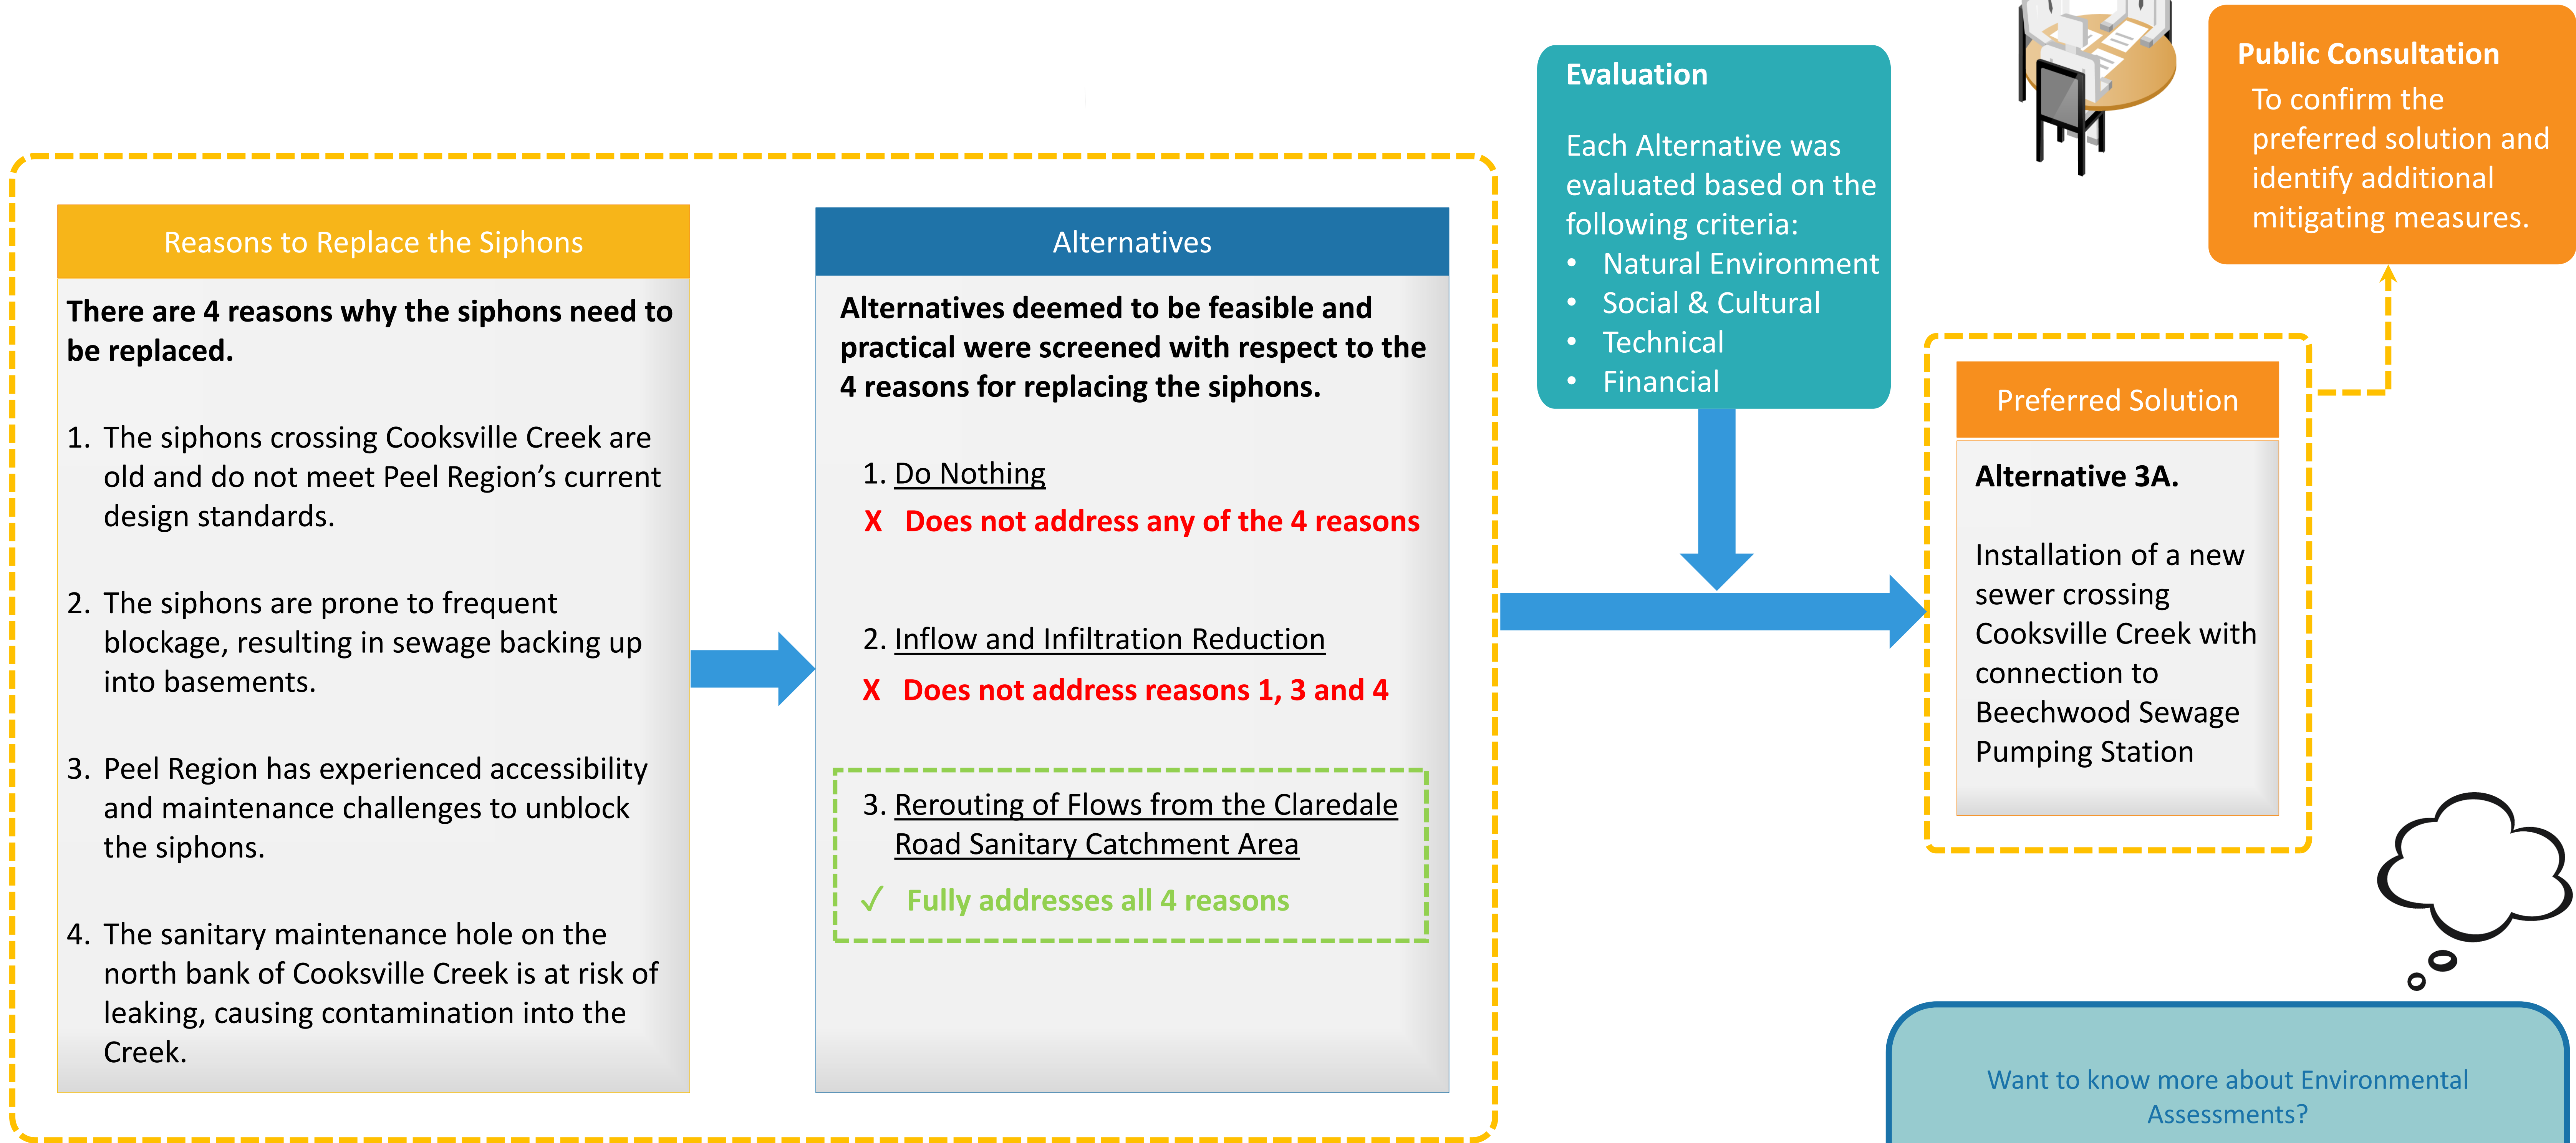 Reasons to Replace the Siphons
There are 4 reasons why the siphons need to
be replaced.
1. The siphons crossing Cooksville Creek are
old and do not meet Peel Region’s current
design standards.
2. The siphons are prone to frequent
blockage, resulting in sewage backing up
into basements.
3. Peel Region has experienced accessibility
and maintenance challenges to unblock
the siphons.
4. The sanitary maintenance hole on the
north bank of Cooksville Creek is at risk of
leaking, causing contamination into the
Creek.
Alternatives
Alternatives deemed to be feasible and
practical were screened with respect to the
4 reasons for replacing the siphons.
1. Do Nothing
X Does not address any of the 4 reasons
2. Inflow and Infiltration Reduction
X Does not address reasons 1, 3 and 4
3. Rerouting of Flows from the Claredale
Road Sanitary Catchment Area
✓ Fully addresses all 4 reasons
Evaluation
Each Alternative was
evaluated based on the
following criteria:
• Natural Environment
• Social & Cultural
• Technical
• Financial
Preferred Solution
Alternative 3A.
Installation of a new
sewer crossing
Cooksville Creek with
connection to
Beechwood Sewage
Pumping Station
Public Consultation
To confirm the
preferred solution and
identify additional
mitigating measures.
Want to know more about Environmental
Assessments?